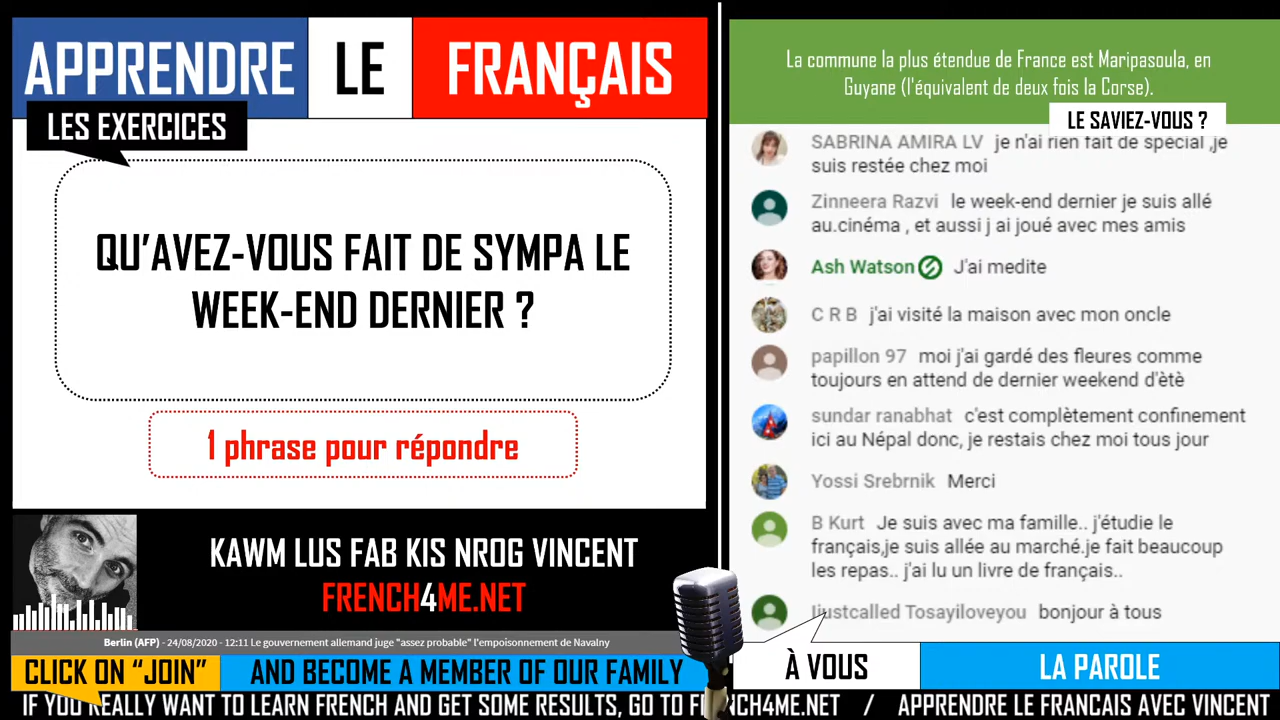 APPRENDRE LE FRANÇAIS
LES EXERCICES
QU'AVEZ-VOUS FAIT DE SYMPA LE
WEEK-END DERNIER ?
1 phrase pour répondre
KAWM LUS FAB KIS NROG VINCENT
FRENCH4ME.NET
Berlin (AFP) - 24/08/2020 - 12:11 Le gouvernement allemand juge "assez probable" l'empoisonnement de Navalny
CLICK ON “JOIN” AND BECOME A MEMBER OF OUR FAMILY
La commune la plus étendue de France est Maripasoula, en
Guyane (l'équivalent de deux fois la Corse).
LE SAVIEZ-VOUS ?
SABRINA AMIRA LV je n'ai rien fait de spécial ,je
suis restée chez moi
Zinneera Razvi le week-end dernier je suis allé
au.cinéma , et aussi j ai joué avec mes amis
Ash Watson J'ai medite
C R B j'ai visité la maison avec mon oncle
papillon 97 moi j'ai gardé des fleures comme
toujours en attend de dernier weekend d'ètè
sundar ranabhat c'est complètement confinement
ici au Népal donc, je restais chez moi tous jour
Yossi Srebrnik Merci
B Kurt Je suis avec ma famille.. j'étudie le
français,je suis allée au marché.je fait beaucoup
les repas.. j'ai lu un livre de français..
Ijustcalled Tosayiloveyou bonjour à tous
À VOUS LA PAROLE
IF YOU REALLY WANT TO LEARN FRENCH AND GET SOME RESULTS, GO TO FRENCH4ME.NET / APPRENDRE LE FRANCAIS AVEC VINCENT